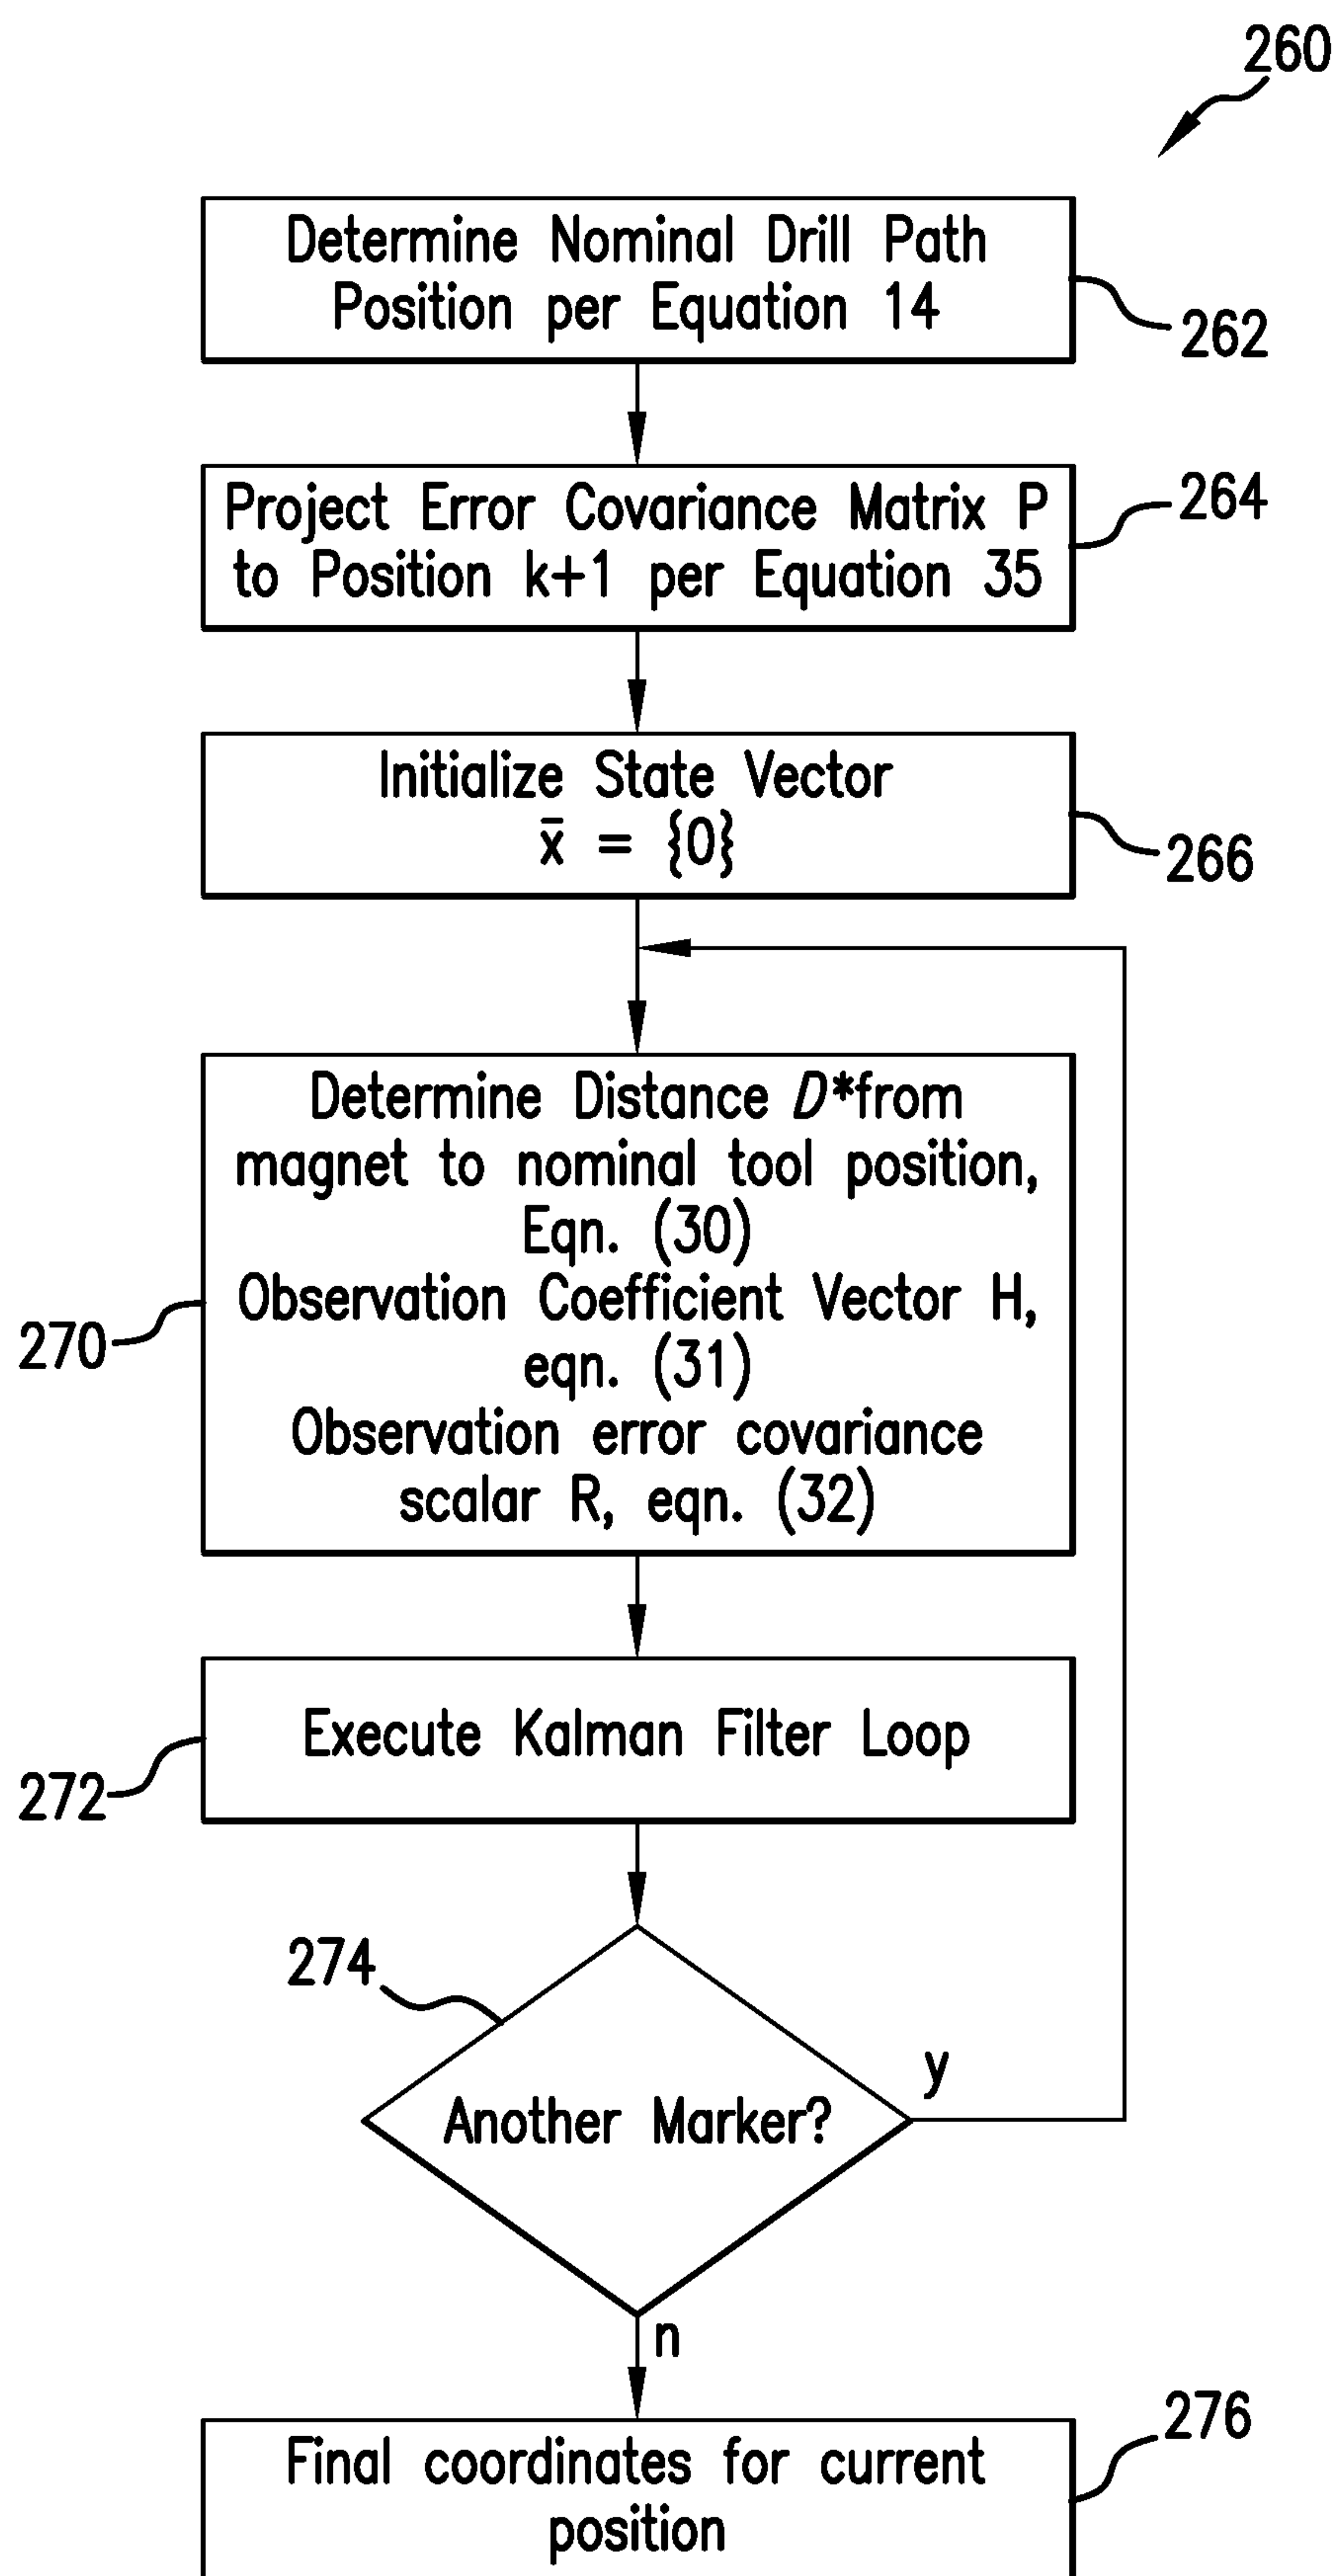 260
Determine Nominal Drill Path
Position per Equation 14
262
Project Error Covariance Matrix P
to Position k+1 per Equation 35
264
Initialize State Vector
x̄ = {0}
266
Determine Distance D*from
magnet to nominal tool position,
Eqn. (30)
Observation Coefficient Vector H,
eqn. (31)
Observation error covariance
scalar R, eqn. (32)
270
Execute Kalman Filter Loop
272
274
Another Marker?
y
n
Final coordinates for current
position
276